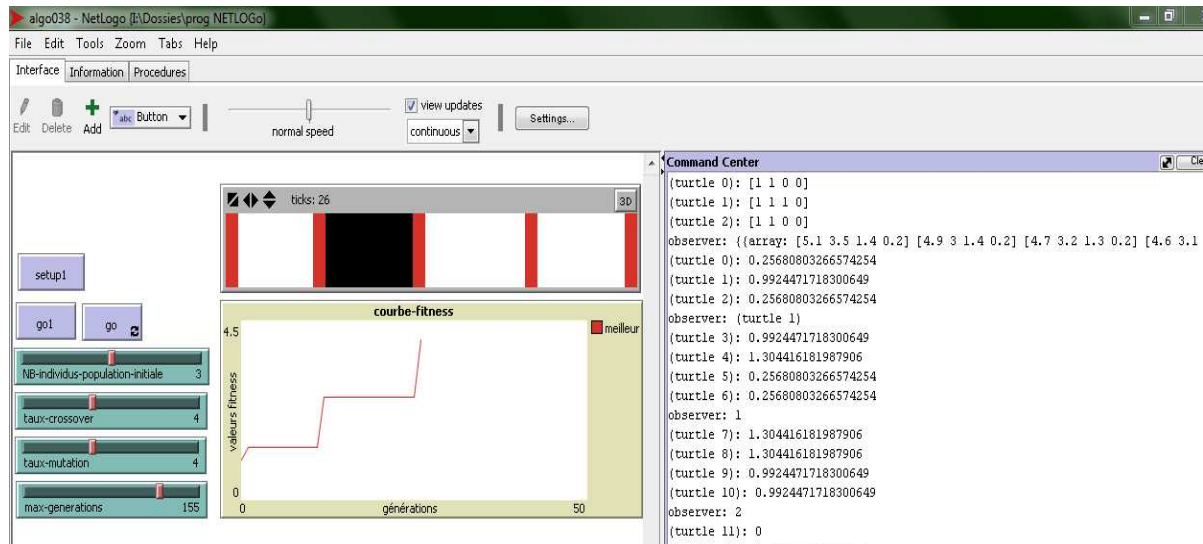 algo038 - NetLogo {I:\Dossies\prog NETLOGo}
File Edit Tools Zoom Tabs Help
Interface Information Procedures
Edit Delete Add abc Button normal speed view updates continuous Settings...
ticks: 26 3D
setup1
go1 go
NB-individus-population-initiale 3
taux-crossover 4
taux-mutation 4
max-generations 155
courbe-fitness
4.5
valeurs fitness
0
0 générations 50
meilleur
Command Center Cle
(turtle 0): [1 1 0 0]
(turtle 1): [1 1 1 0]
(turtle 2): [1 1 0 0]
observer: {{array: [5.1 3.5 1.4 0.2] [4.9 3 1.4 0.2] [4.7 3.2 1.3 0.2] [4.6 3.1
(turtle 0): 0.25680803266574254
(turtle 1): 0.9924471718300649
(turtle 2): 0.25680803266574254
observer: (turtle 1)
(turtle 3): 0.9924471718300649
(turtle 4): 1.304416181987906
(turtle 5): 0.25680803266574254
(turtle 6): 0.25680803266574254
observer: 1
(turtle 7): 1.304416181987906
(turtle 8): 1.304416181987906
(turtle 9): 0.9924471718300649
(turtle 10): 0.9924471718300649
observer: 2
(turtle 11): 0